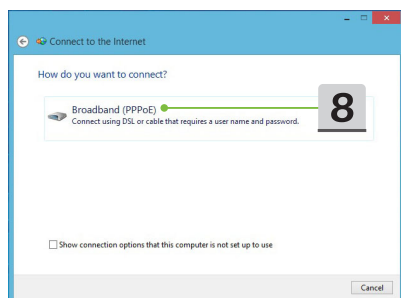 Connect to the Internet
How do you want to connect?
Broadband (PPPoE)
Connect using DSL or cable that requires a user name and password.
8
Show connection options that this computer is not set up to use
Cancel